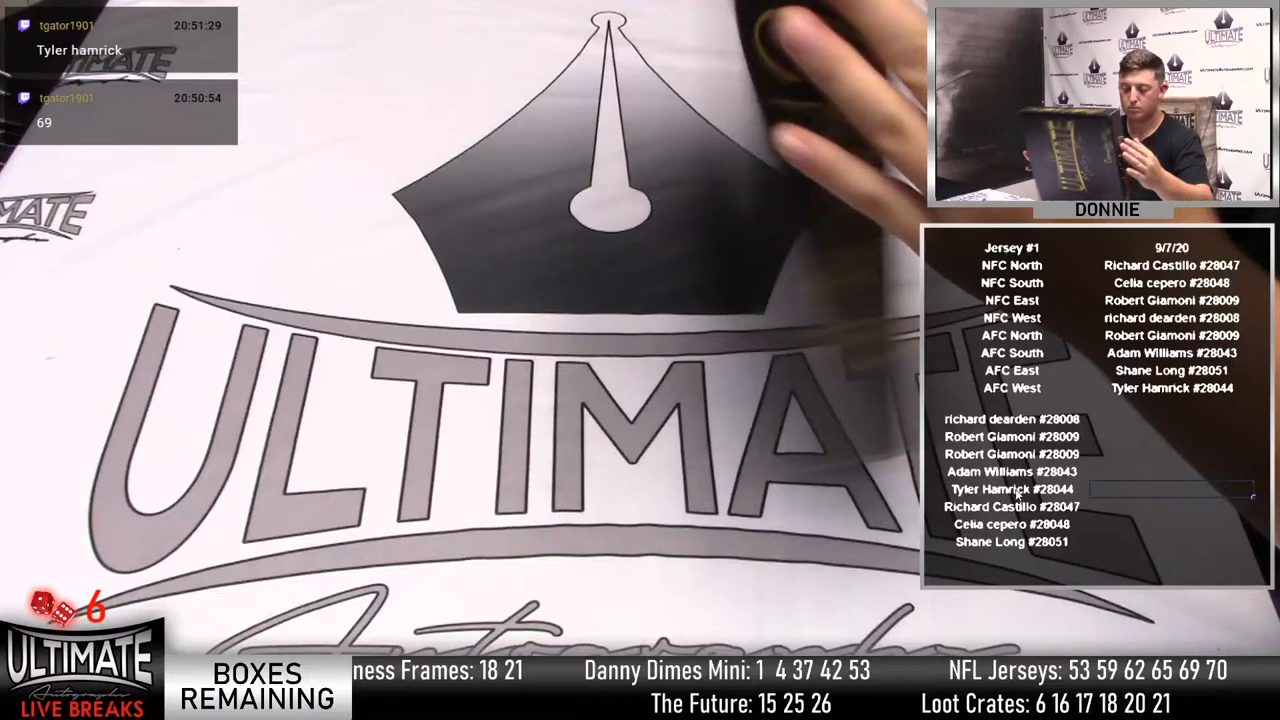 tgator1901 20:51:29
Tyler hamrick
tgator1901 20:50:54
69
ULTIMATE
DONNIE
Jersey #1 9/7/20
NFC North Richard Castillo #28047
NFC South Celia cepero #28048
NFC East Robert Giamoni #28009
NFC West richard dearden #28008
AFC North Robert Giamoni #28009
AFC South Adam Williams #28043
AFC East Shane Long #28051
AFC West Tyler Hamrick #28044
richard dearden #28008
Robert Giamoni #28009
Robert Giamoni #28009
Adam Williams #28043
Tyler Hamrick #28044
Richard Castillo #28047
Celia cepero #28048
Shane Long #28051
ULTIMATE
Autographs
6
ULTIMATE
Autographs
LIVE BREAKS
BOXES
REMAINING
ness Frames: 18 21 Danny Dimes Mini: 1 4 37 42 53 NFL Jerseys: 53 59 62 65 69 70
The Future: 15 25 26 Loot Crates: 6 16 17 18 20 21